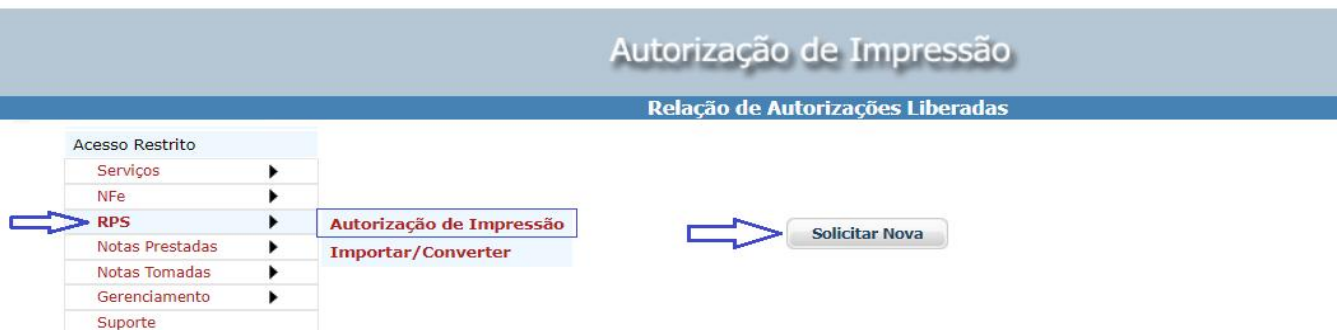 Autorização de Impressão
Relação de Autorizações Liberadas
Acesso Restrito
Serviços
NFe
RPS
Notas Prestadas
Notas Tomadas
Gerenciamento
Suporte
Autorização de Impressão
Importar/Converter
Solicitar Nova